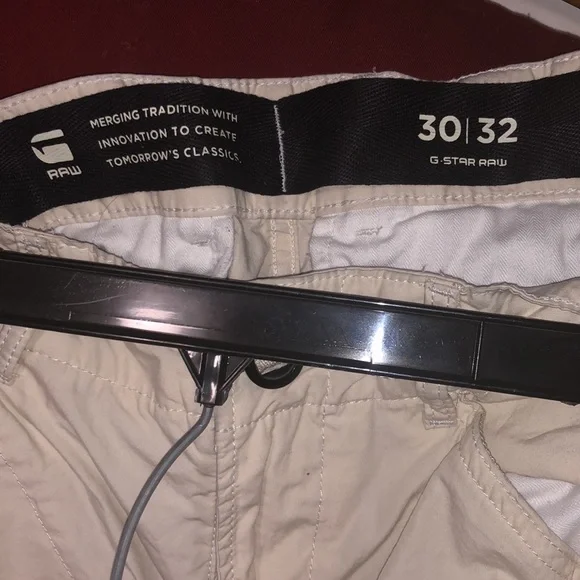 RAW
MERGING TRADITION WITH
INNOVATION TO CREATE
TOMORROW'S CLASSICS.
30|32
G-STAR RAW